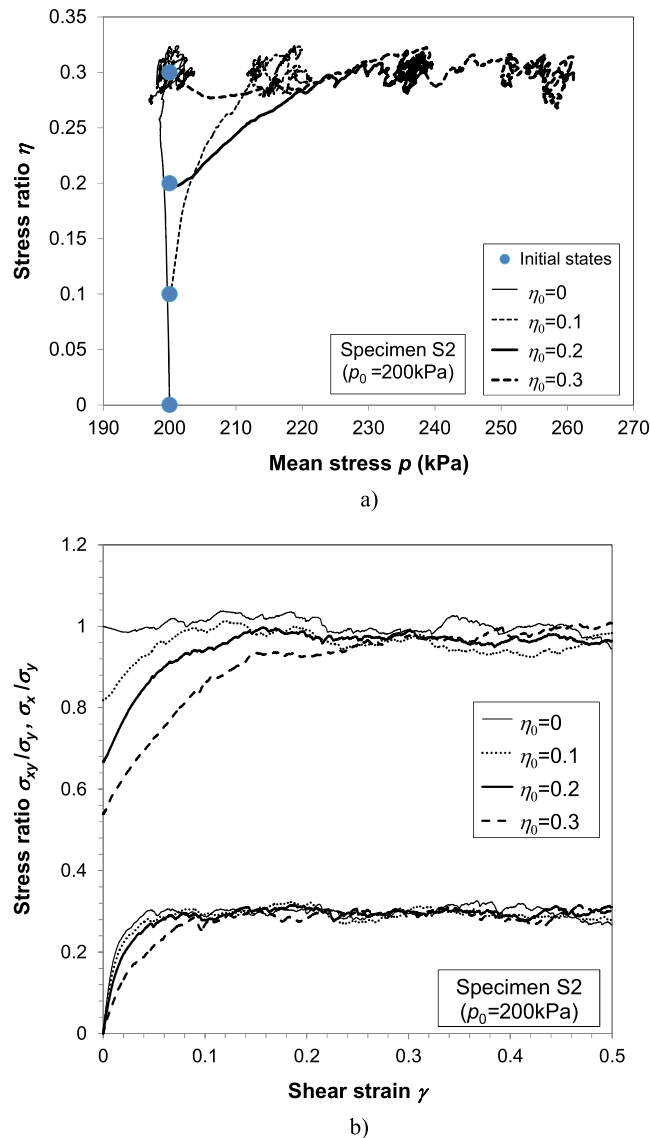 0.35
0.3
0.25
0.2
0.15
0.1
0.05
0
Stress ratio η
Initial states
η₀=0
η₀=0.1
η₀=0.2
η₀=0.3
Specimen S2
(p₀ =200kPa)
190 200 210 220 230 240 250 260 270
Mean stress p (kPa)
a)
1.2
1
0.8
0.6
0.4
0.2
0
Stress ratio σxy/σy , σx/σy
η₀=0
η₀=0.1
η₀=0.2
η₀=0.3
Specimen S2
(p₀=200kPa)
0 0.1 0.2 0.3 0.4 0.5
Shear strain γ
b)